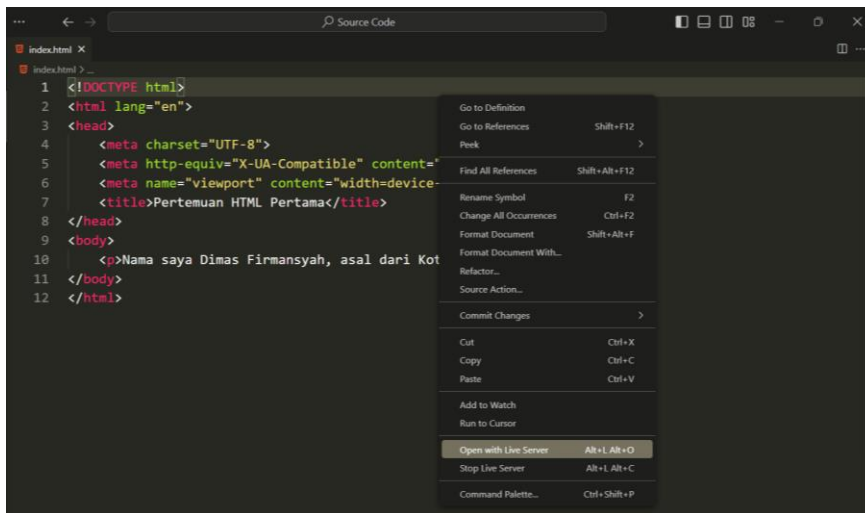 Source Code
index.html
index.html > ...
1 <!DOCTYPE html>
2 <html lang="en">
3 <head>
4 <meta charset="UTF-8">
5 <meta http-equiv="X-UA-Compatible" content="
6 <meta name="viewport" content="width=device-
7 <title>Pertemuan HTML Pertama</title>
8 </head>
9 <body>
10 <p>Nama saya Dimas Firmansyah, asal dari Kot
11 </body>
12 </html>
Go to Definition
Go to References Shift+F12
Peek >
Find All References Shift+Alt+F12
Rename Symbol F2
Change All Occurrences Ctrl+F2
Format Document Shift+Alt+F
Format Document With...
Refactor...
Source Action...
Commit Changes >
Cut Ctrl+X
Copy Ctrl+C
Paste Ctrl+V
Add to Watch
Run to Cursor
Open with Live Server Alt+L Alt+O
Stop Live Server Alt+L Alt+C
Command Palette... Ctrl+Shift+P